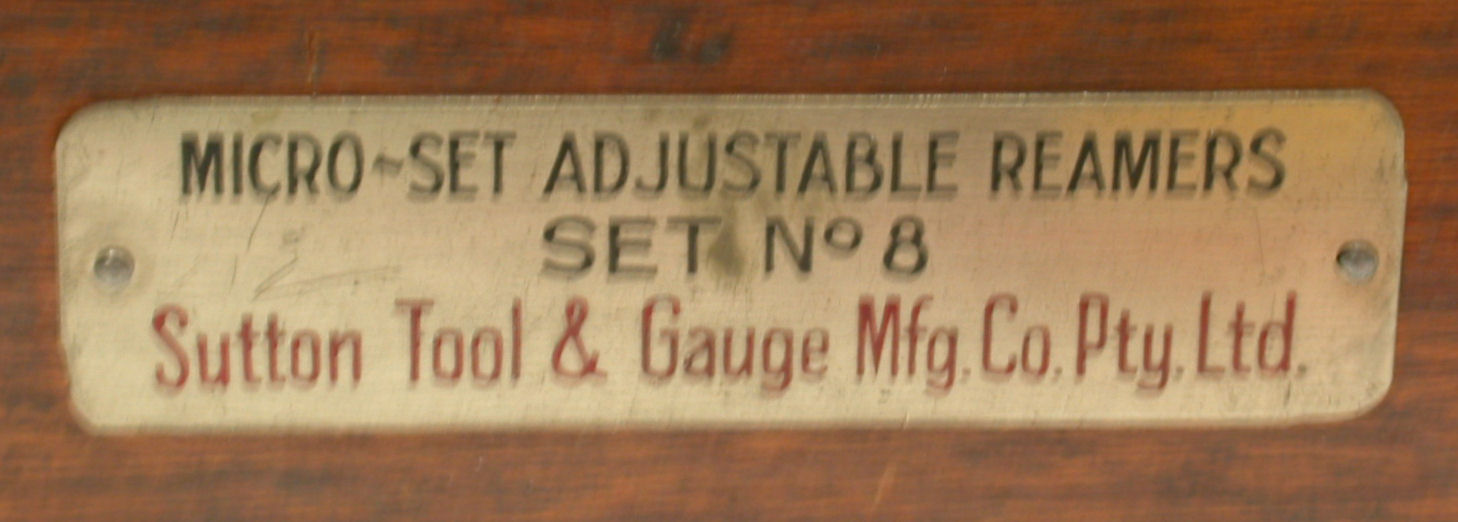 MICRO-SET ADJUSTABLE REAMERS
SET Nº 8
Sutton Tool & Gauge Mfg. Co. Pty. Ltd.